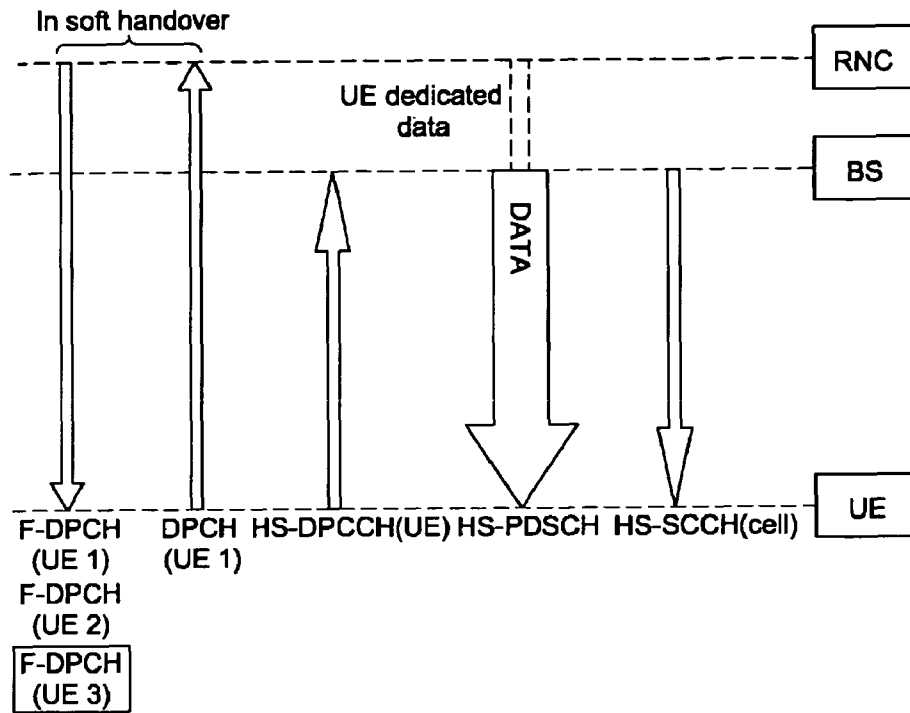 In soft handover
RNC
UE dedicated
data
BS
DATA
UE
F-DPCH
(UE 1)
DPCH
(UE 1)
HS-DPCCH(UE)
HS-PDSCH
HS-SCCH(cell)
F-DPCH
(UE 2)
F-DPCH
(UE 3)